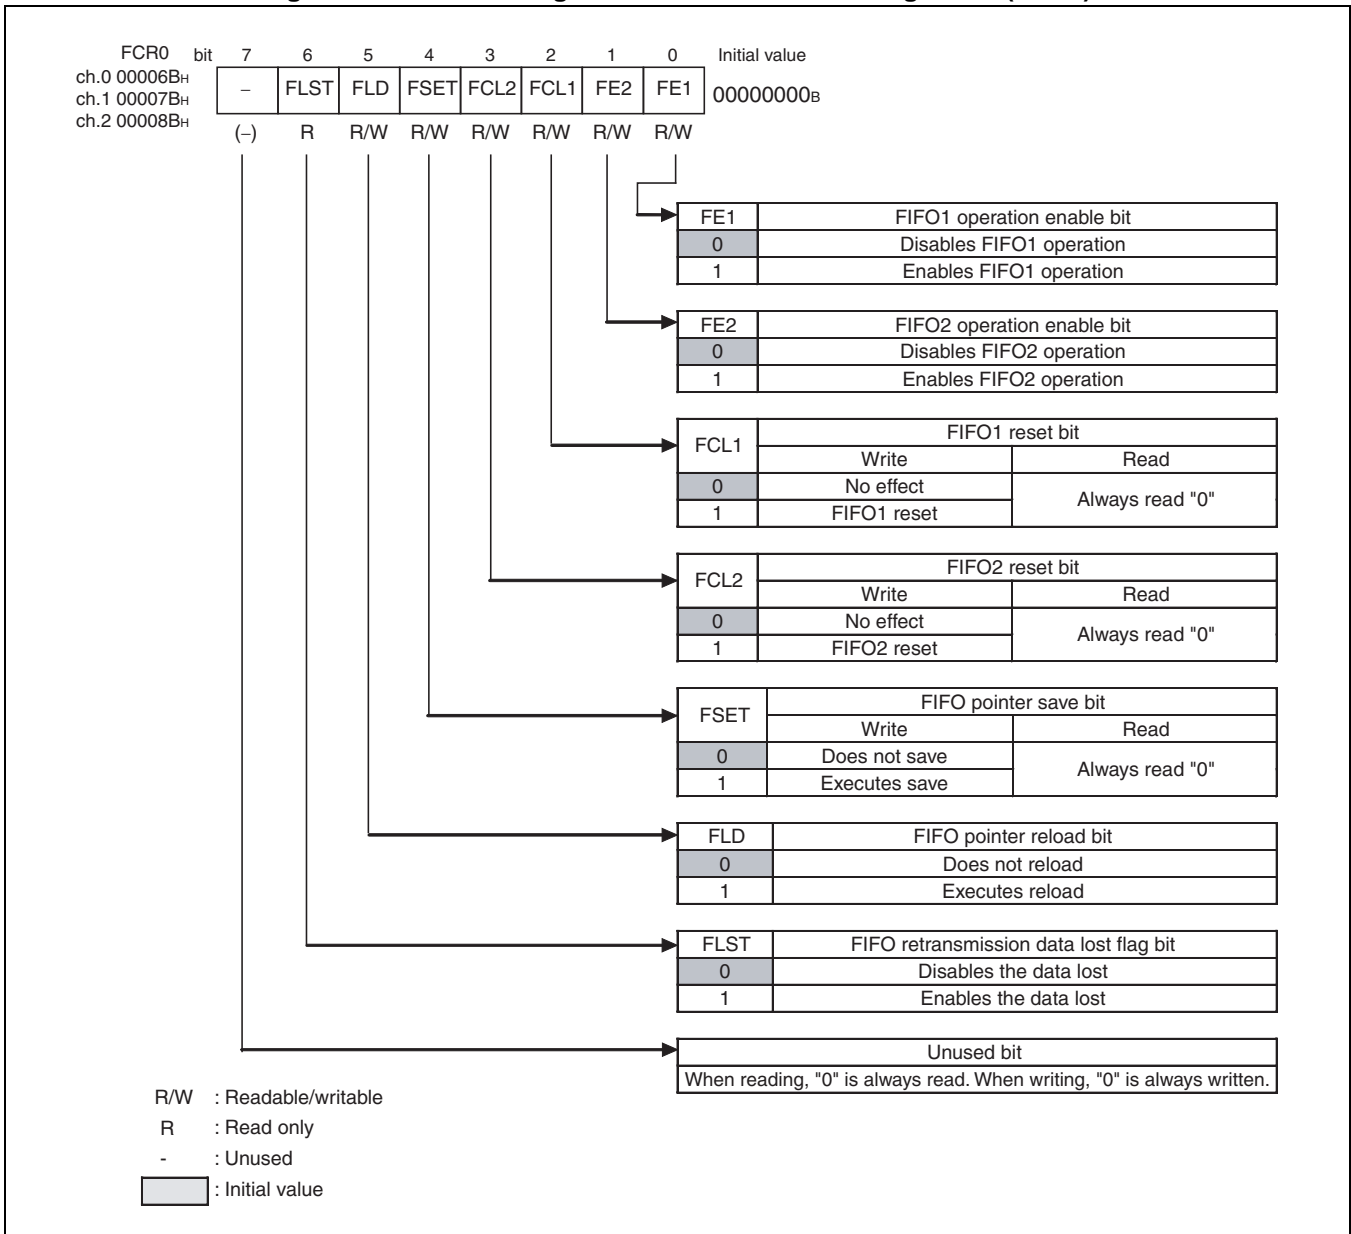 FCR0 bit 7 6 5 4 3 2 1 0 Initial value
ch.0 00006BH
ch.1 00007BH
ch.2 00008BH
– FLST FLD FSET FCL2 FCL1 FE2 FE1 00000000B
(–) R R/W R/W R/W R/W R/W R/W
FE1 FIFO1 operation enable bit
0 Disables FIFO1 operation
1 Enables FIFO1 operation
FE2 FIFO2 operation enable bit
0 Disables FIFO2 operation
1 Enables FIFO2 operation
FCL1 FIFO1 reset bit
Write Read
0 No effect Always read "0"
1 FIFO1 reset
FCL2 FIFO2 reset bit
Write Read
0 No effect Always read "0"
1 FIFO2 reset
FSET FIFO pointer save bit
Write Read
0 Does not save Always read "0"
1 Executes save
FLD FIFO pointer reload bit
0 Does not reload
1 Executes reload
FLST FIFO retransmission data lost flag bit
0 Disables the data lost
1 Enables the data lost
Unused bit
When reading, "0" is always read. When writing, "0" is always written.
R/W : Readable/writable
R : Read only
- : Unused
: Initial value